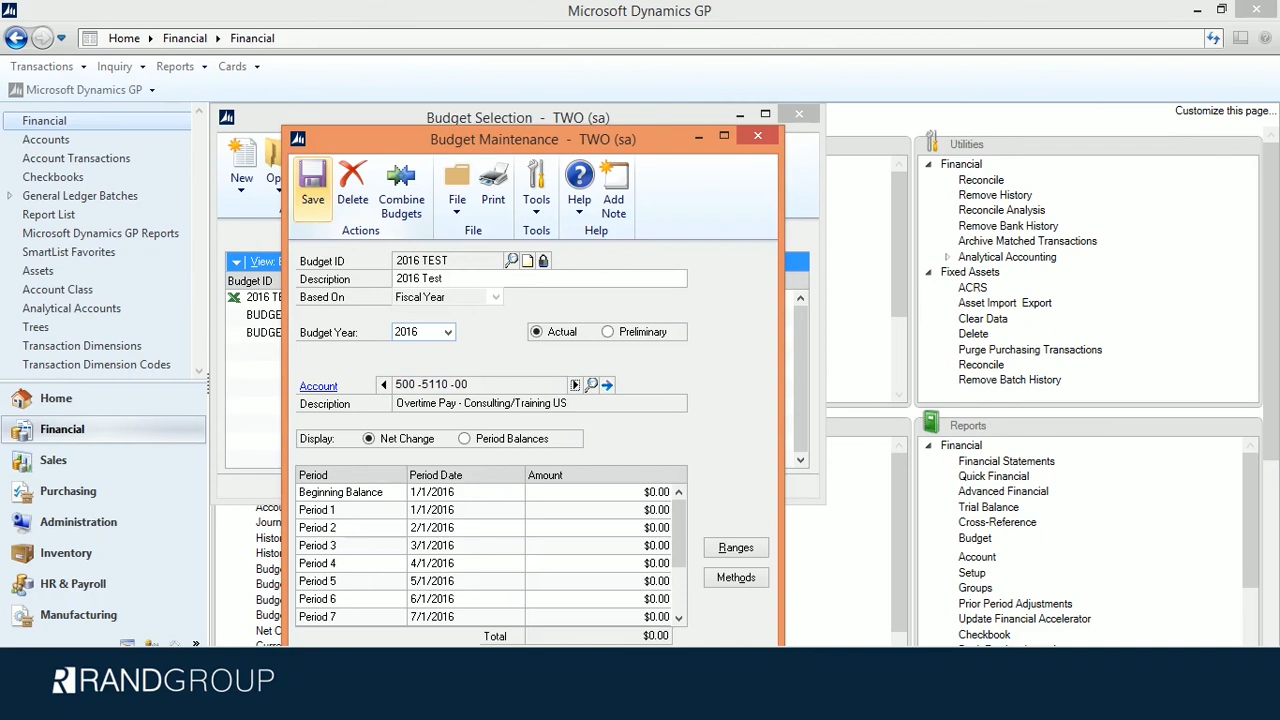 Microsoft Dynamics GP
Home Financial Financial
Transactions Inquiry Reports Cards
Microsoft Dynamics GP
Customize this page...
Financial
Accounts
Account Transactions
Checkbooks
General Ledger Batches
Report List
Microsoft Dynamics GP Reports
SmartList Favorites
Assets
Account Class
Analytical Accounts
Trees
Transaction Dimensions
Transaction Dimension Codes
Home
Financial
Sales
Purchasing
Administration
Inventory
HR & Payroll
Manufacturing
Budget Selection - TWO (sa)
New
View:
Budget ID
2016
BUDGE
BUDGE
Budget Maintenance - TWO (sa)
Save
Delete
Combine Budgets
File
Print
Tools
Help
Add Note
Actions
File
Tools
Help
Budget ID 2016 TEST
Description 2016 Test
Based On Fiscal Year
Budget Year: 2016 Actual Preliminary
Account 500 -5110 -00
Description Overtime Pay - Consulting/Training US
Display: Net Change Period Balances
Period Period Date Amount
Beginning Balance 1/1/2016 $0.00
Period 1 1/1/2016 $0.00
Period 2 2/1/2016 $0.00
Period 3 3/1/2016 $0.00
Period 4 4/1/2016 $0.00
Period 5 5/1/2016 $0.00
Period 6 6/1/2016 $0.00
Period 7 7/1/2016 $0.00
Total $0.00
Ranges
Methods
Utilities
Financial
Reconcile
Remove History
Reconcile Analysis
Remove Bank History
Archive Matched Transactions
Analytical Accounting
Fixed Assets
ACRS
Asset Import Export
Clear Data
Delete
Purge Purchasing Transactions
Reconcile
Remove Batch History
Reports
Financial
Financial Statements
Quick Financial
Advanced Financial
Trial Balance
Cross-Reference
Budget
Account
Setup
Groups
Prior Period Adjustments
Update Financial Accelerator
Checkbook
RANDGROUP